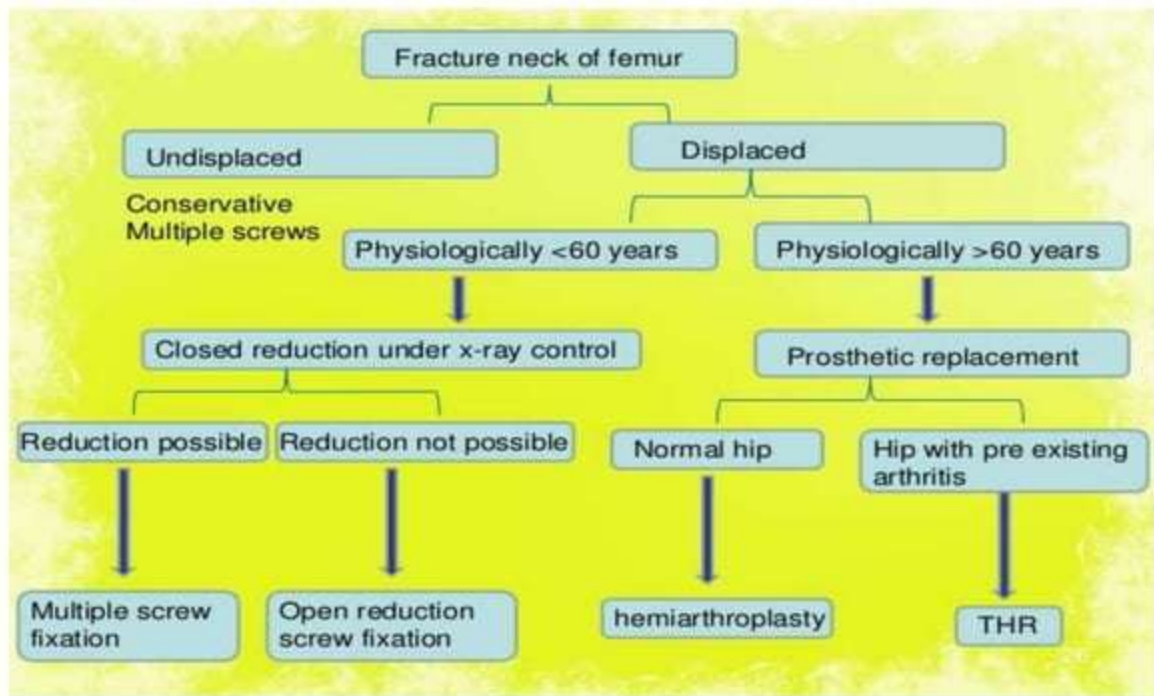 Fracture neck of femur
Undisplaced
Displaced
Conservative
Multiple screws
Physiologically <60 years
Physiologically >60 years
Closed reduction under x-ray control
Prosthetic replacement
Reduction possible
Reduction not possible
Normal hip
Hip with pre existing
arthritis
Multiple screw
fixation
Open reduction
screw fixation
hemiarthroplasty
THR